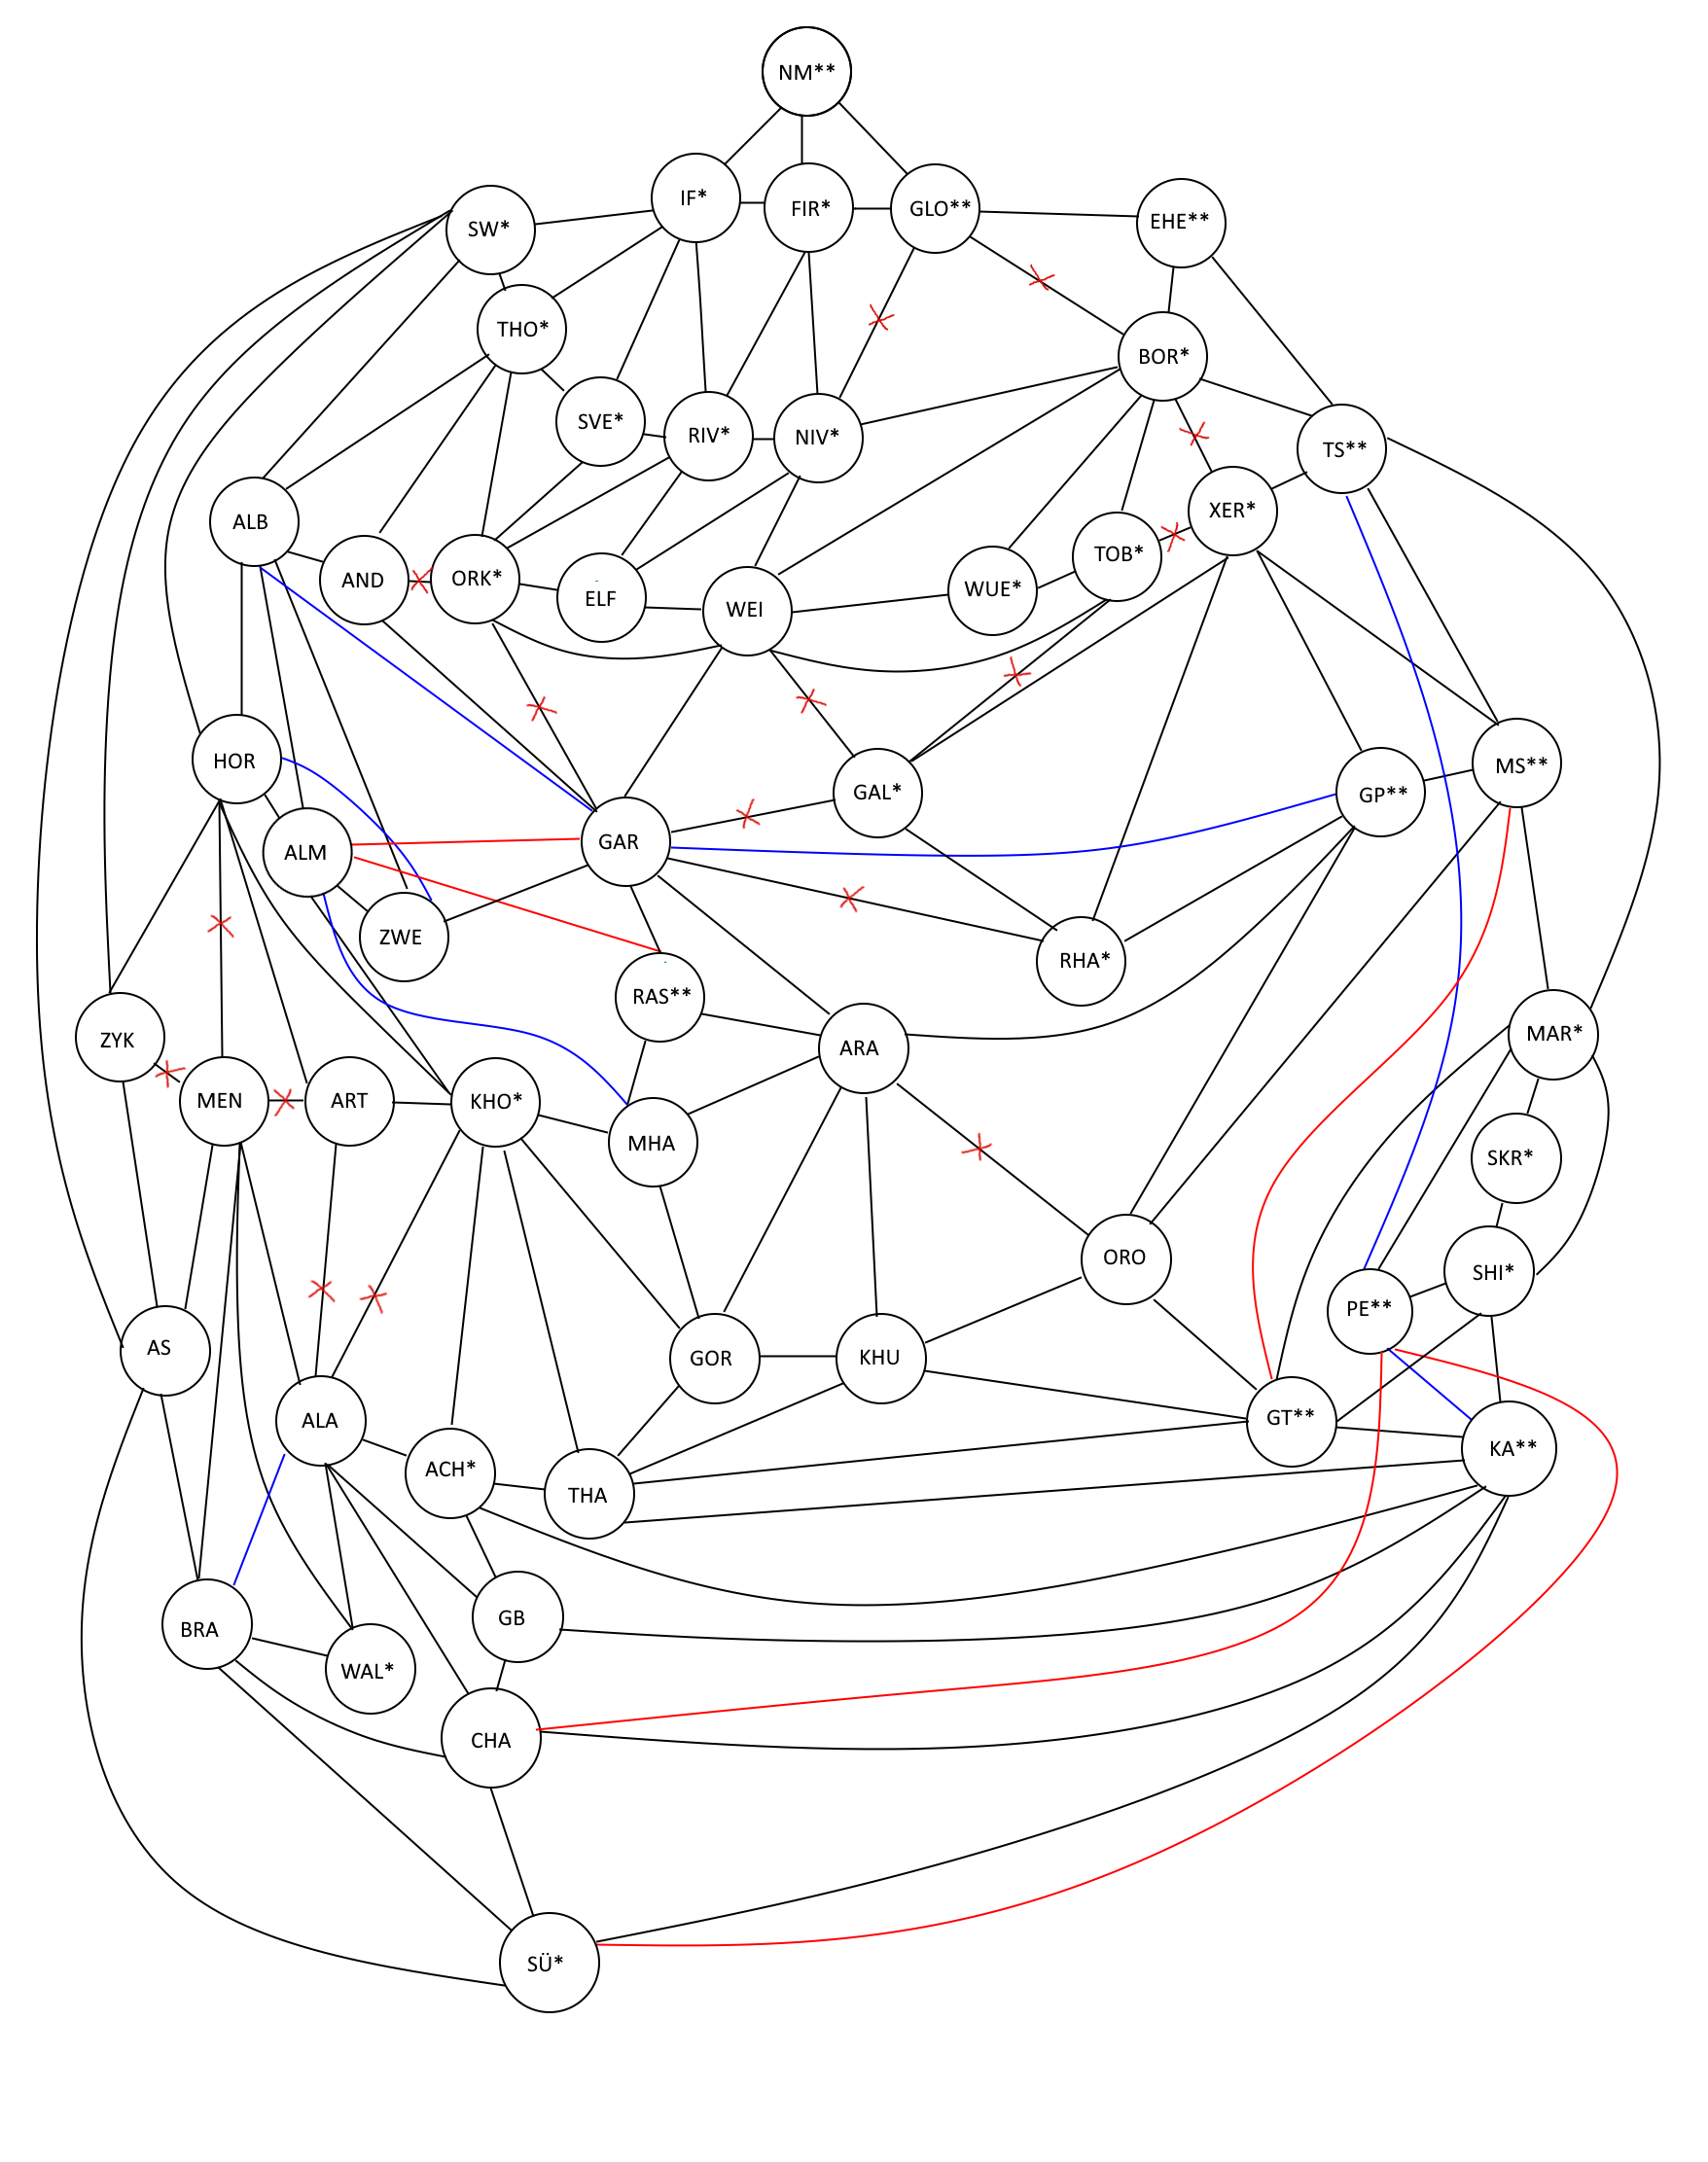 NM**
IF*
FIR*
GLO**
EHE**
SW*
THO*
BOR*
SVE*
RIV*
NIV*
TS**
ALB
XER*
AND
ORK*
ELF
WEI
WUE*
TOB*
HOR
MS**
GAL*
GP**
ALM
GAR
ZWE
RHA*
RAS**
ZYK
ARA
MAR*
MEN
ART
KHO*
MHA
SKR*
ORO
SHI*
PE**
AS
GOR
KHU
ALA
GT**
KA**
ACH*
THA
BRA
GB
WAL*
CHA
SÜ*